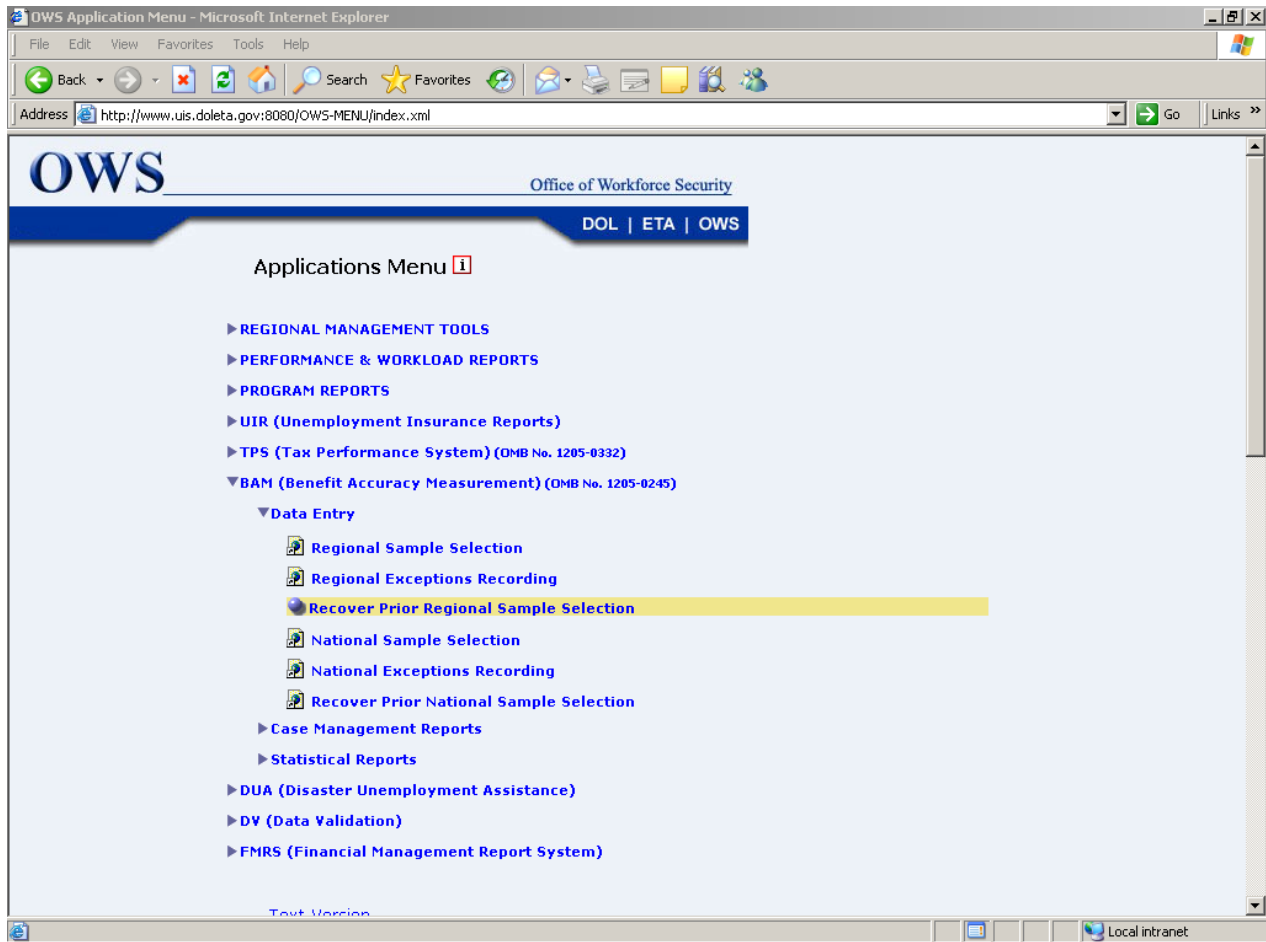 OWS Application Menu - Microsoft Internet Explorer
File Edit View Favorites Tools Help
Back Search Favorites
Address http://www.uis.doleta.gov:8080/OWS-MENU/index.xml Go Links »
OWS
Office of Workforce Security
DOL | ETA | OWS
Applications Menu i
REGIONAL MANAGEMENT TOOLS
PERFORMANCE & WORKLOAD REPORTS
PROGRAM REPORTS
UIR (Unemployment Insurance Reports)
TPS (Tax Performance System) (OMB No. 1205-0332)
BAM (Benefit Accuracy Measurement) (OMB No. 1205-0245)
Data Entry
Regional Sample Selection
Regional Exceptions Recording
Recover Prior Regional Sample Selection
National Sample Selection
National Exceptions Recording
Recover Prior National Sample Selection
Case Management Reports
Statistical Reports
DUA (Disaster Unemployment Assistance)
DV (Data Validation)
FMRS (Financial Management Report System)
Text Version
Local intranet